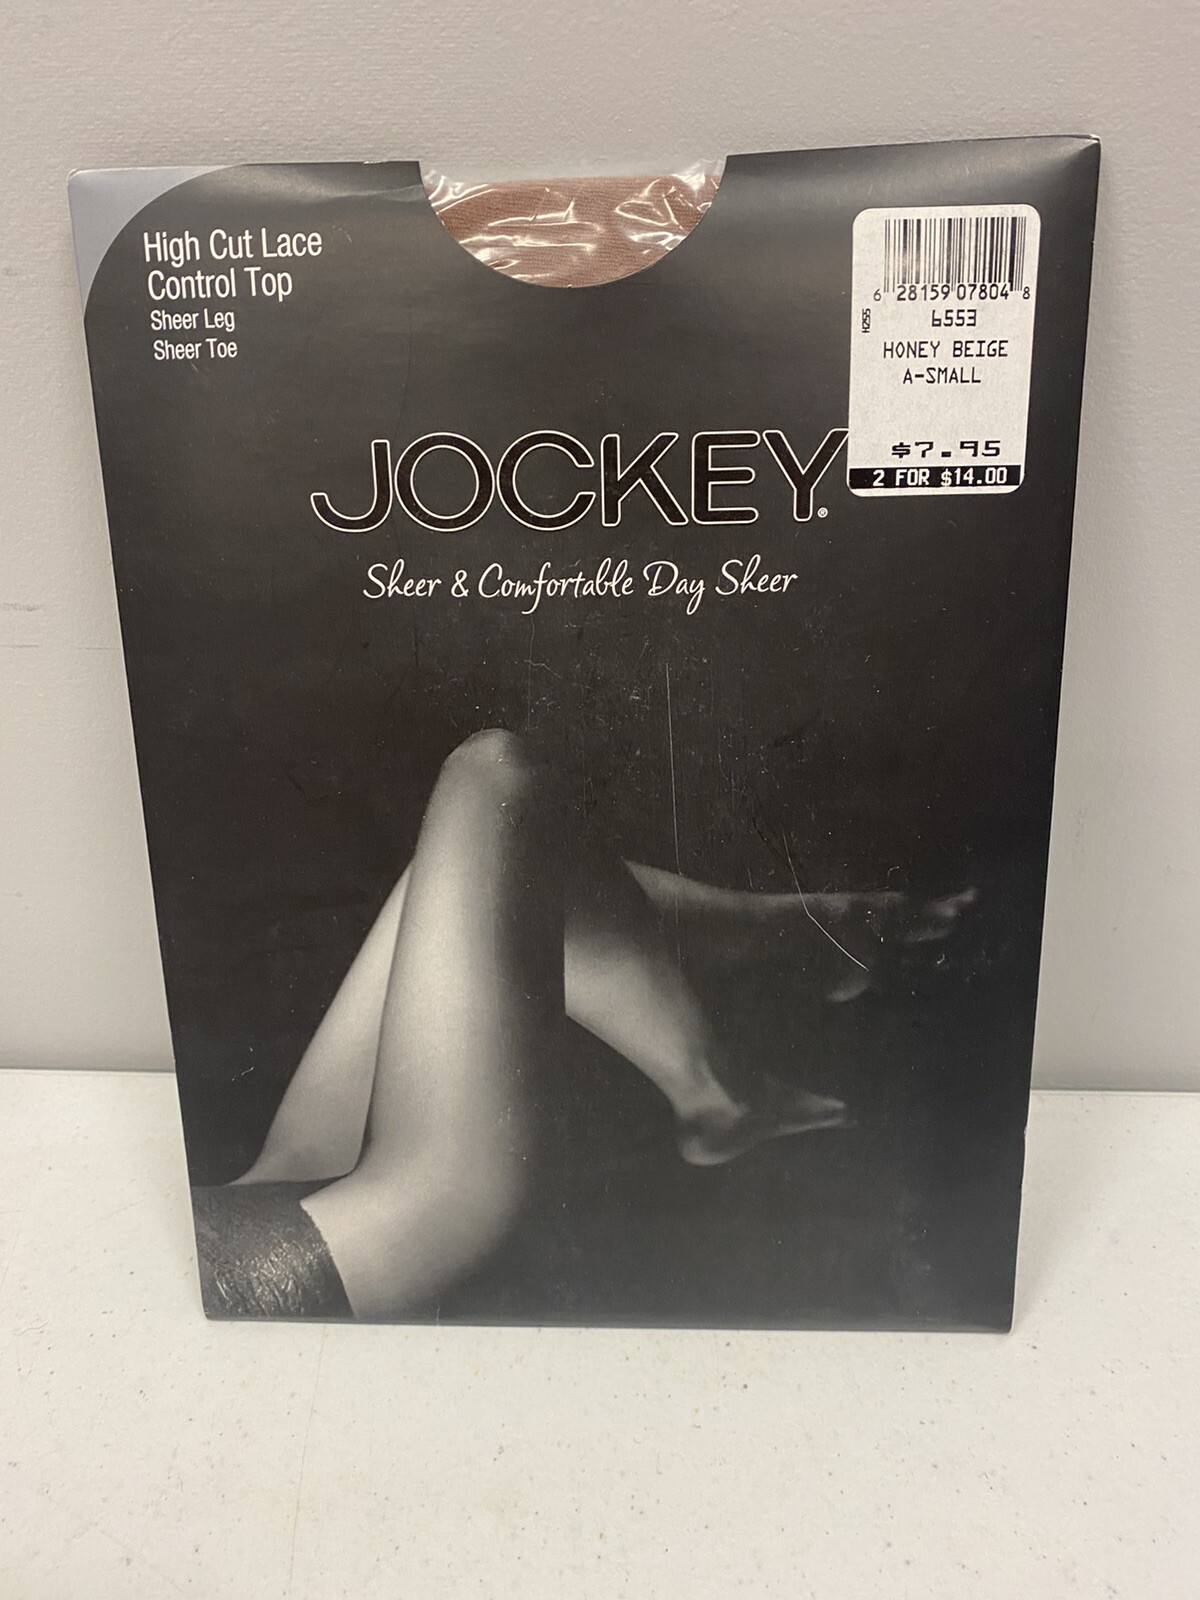 High Cut Lace
Control Top
Sheer Leg
Sheer Toe
6 28159 07804 8
H255
6553
HONEY BEIGE
A-SMALL
$7.95
2 FOR $14.00
JOCKEY®
Sheer & Comfortable Day Sheer